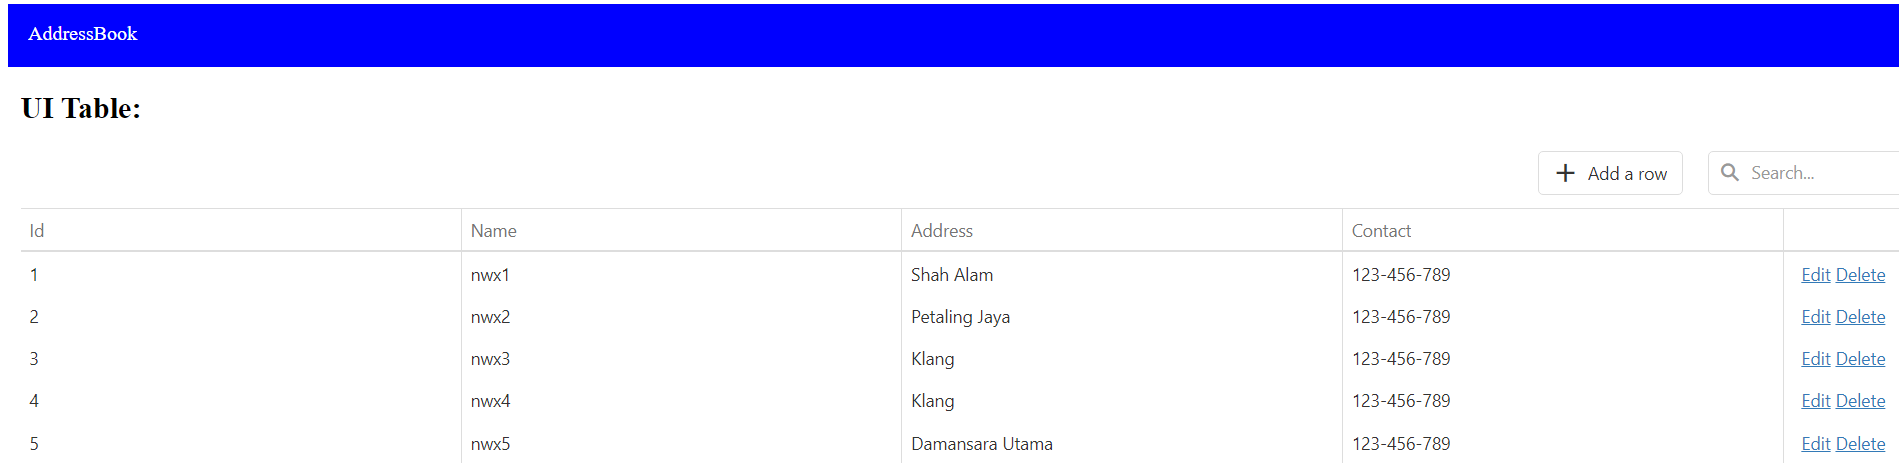 AddressBook
UI Table:
Add a row Search...
Id Name Address Contact
1 nwx1 Shah Alam 123-456-789 Edit Delete
2 nwx2 Petaling Jaya 123-456-789 Edit Delete
3 nwx3 Klang 123-456-789 Edit Delete
4 nwx4 Klang 123-456-789 Edit Delete
5 nwx5 Damansara Utama 123-456-789 Edit Delete